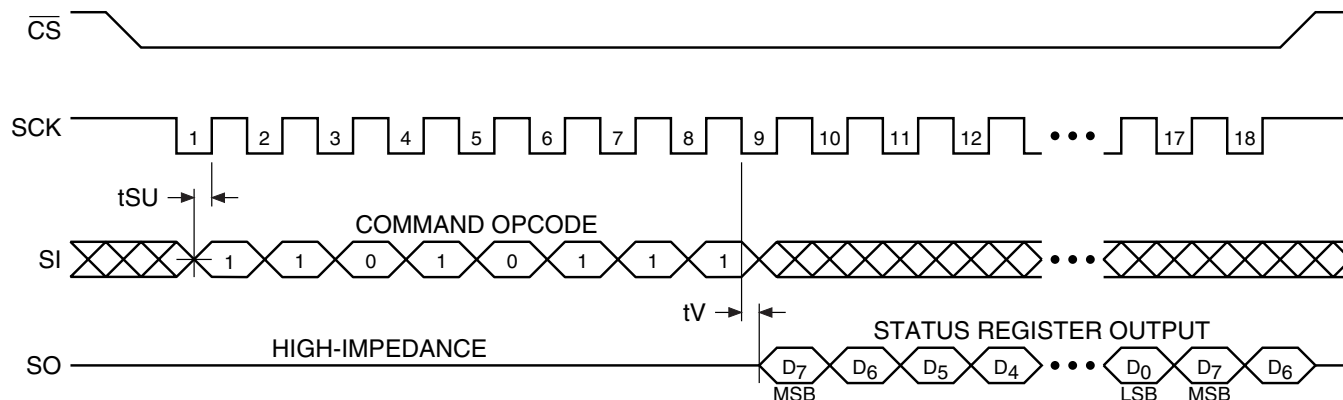 CS
SCK 1 2 3 4 5 6 7 8 9 10 11 12 ••• 17 18
tSU
COMMAND OPCODE
SI 1 1 0 1 0 1 1 1 •••
tV
HIGH-IMPEDANCE
STATUS REGISTER OUTPUT
SO D7 D6 D5 D4 ••• D0 D7 D6
MSB LSB MSB